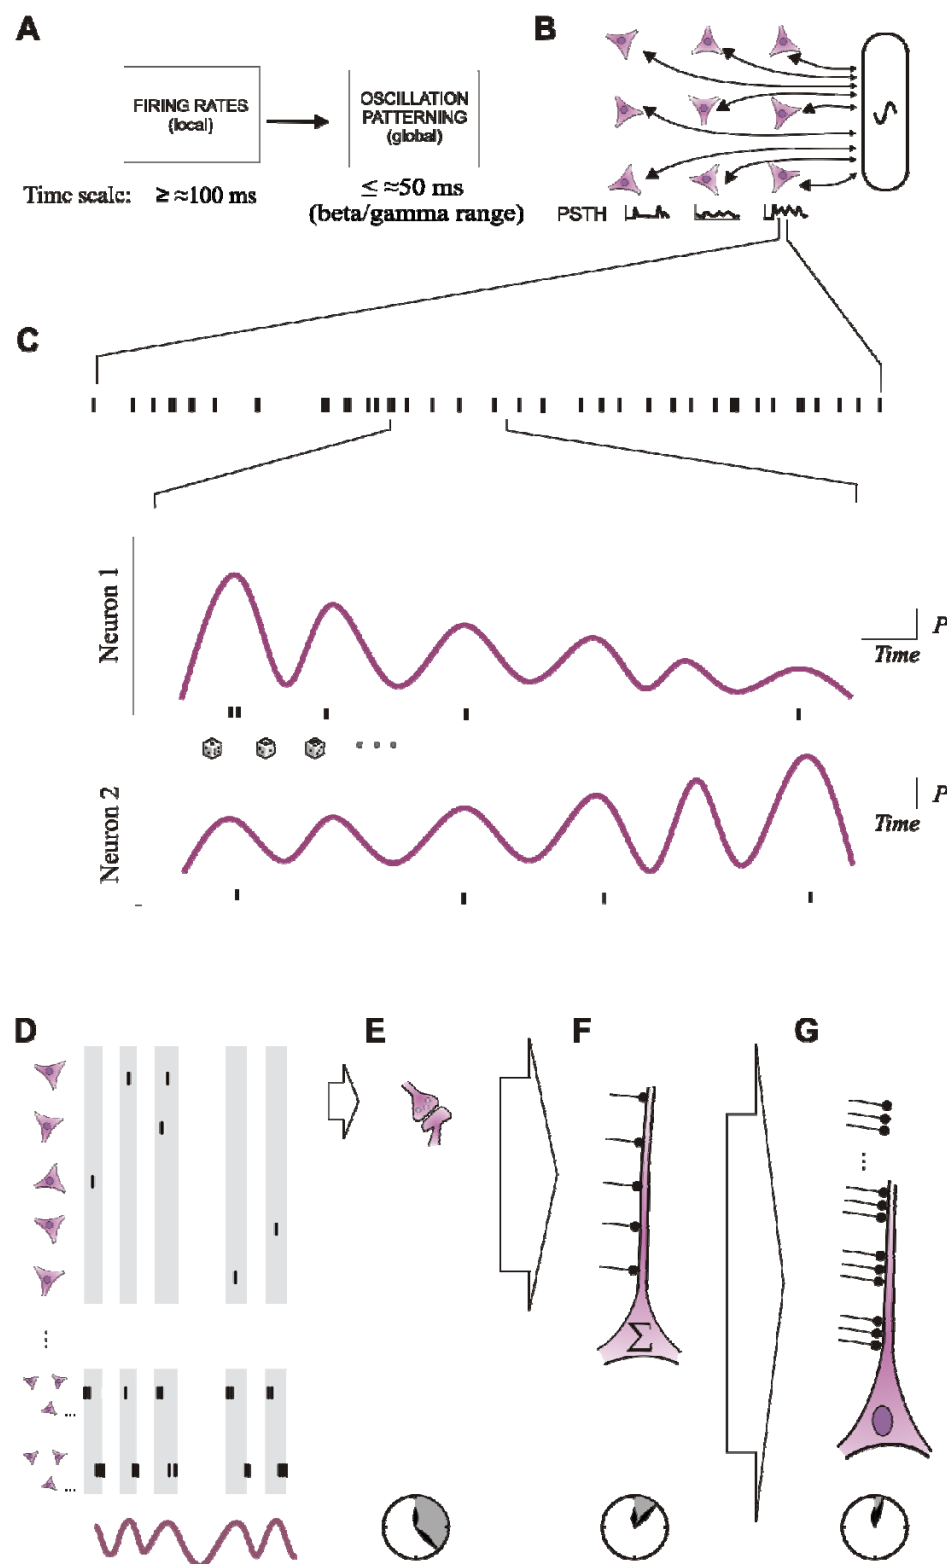 A
B
FIRING RATES
(local)
OSCILLATION
PATTERNING
(global)
Time scale:
≥ ≈100 ms
≤ ≈50 ms
(beta/gamma range)
PSTH
C
Neuron 1
P
Time
Neuron 2
P
Time
D
E
F
G
Σ